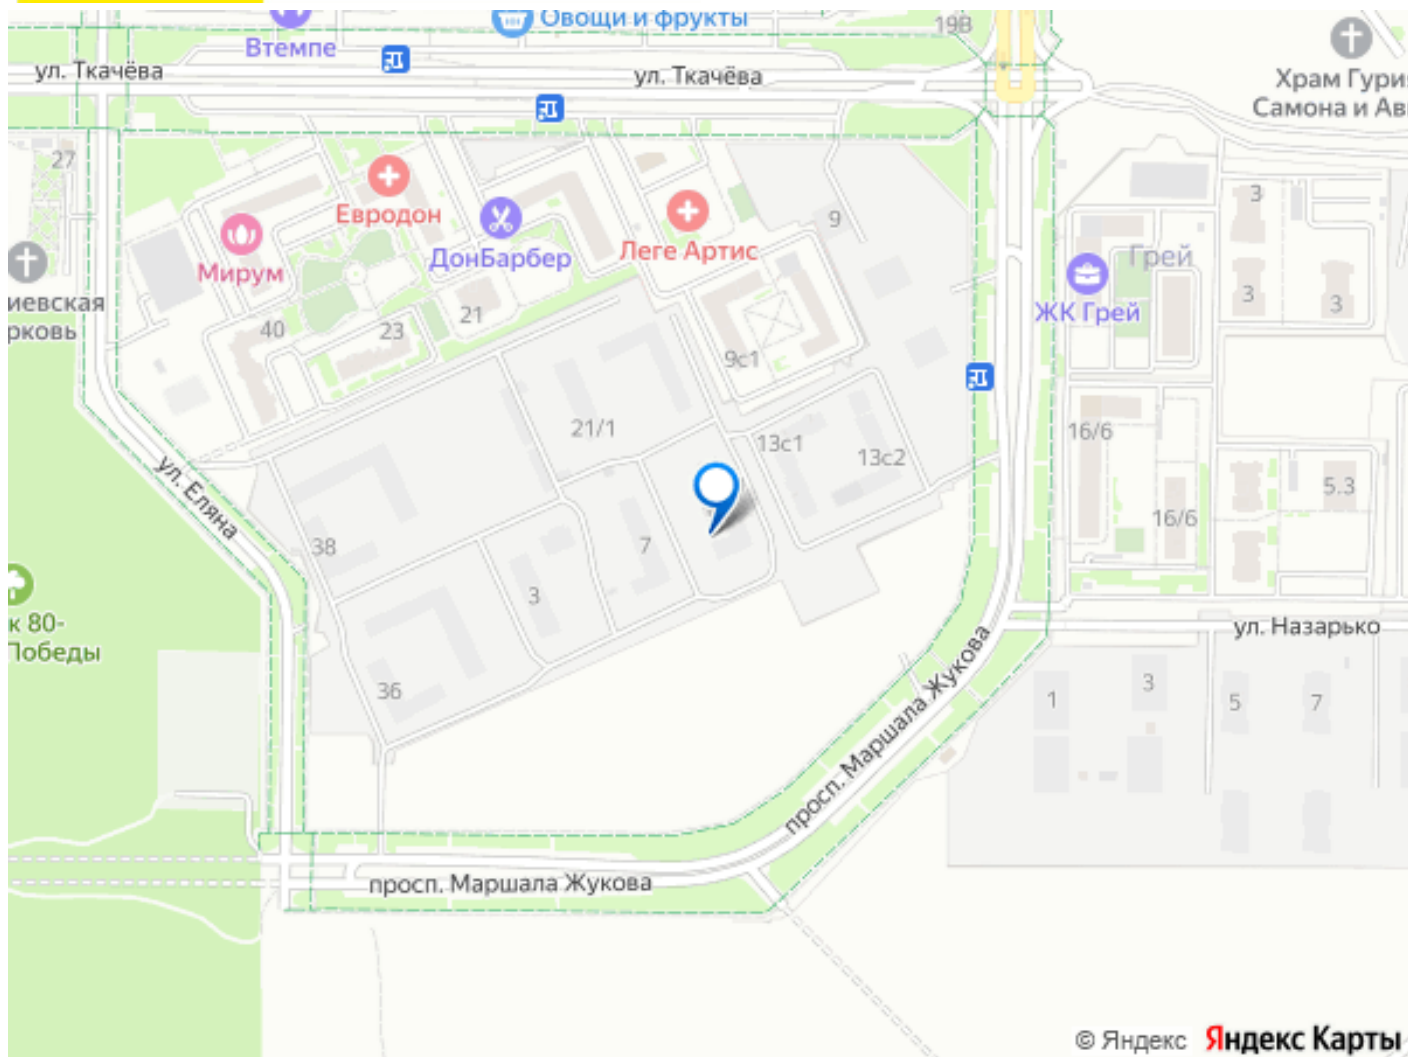 Овощи и фрукты
19В
Втемпе
ул. Ткачёва
ул. Ткачёва
Храм Гурия
Самона и Ав
27
3
Евродон
9
ДонБарбер
Леге Артис
Мирум
Грей
иевская
рковь
3
3
ЖК Грей
40
21
23
9с1
21/1
16/6
13с1
13с2
5.3
ул. Еляна
16/6
38
7
3
к 80-
Победы
ул. Назарько
просп. Маршала Жукова
36
1
3
5
7
просп. Маршала Жукова
© Яндекс Яндекс Карты